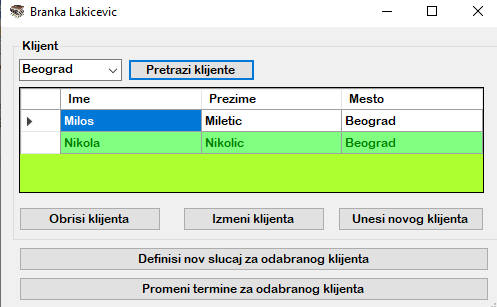 Branka Lakicevic
Klijent
Beograd Pretrazi klijente
Ime Prezime Mesto
Milos Miletic Beograd
Nikola Nikolic Beograd
Obrisi klijenta Izmeni klijenta Unesi novog klijenta
Definisi nov slucaj za odabranog klijenta
Promeni termine za odabranog klijenta